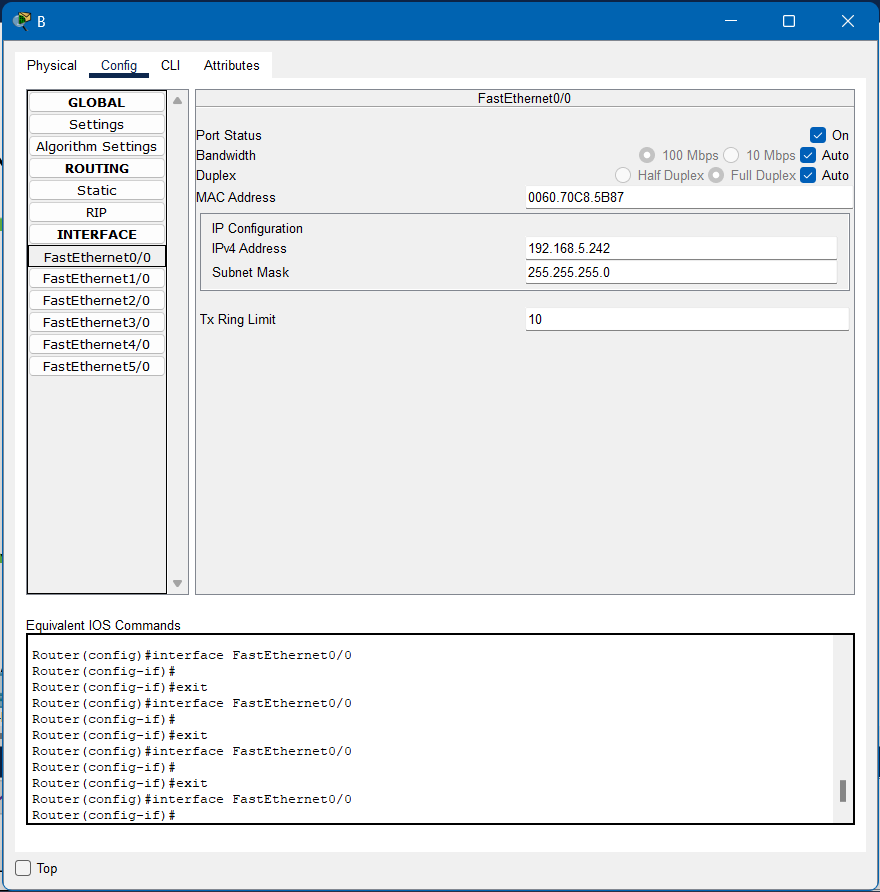 B
Physical Config CLI Attributes
GLOBAL
Settings
Algorithm Settings
ROUTING
Static
RIP
INTERFACE
FastEthernet0/0
FastEthernet1/0
FastEthernet2/0
FastEthernet3/0
FastEthernet4/0
FastEthernet5/0
FastEthernet0/0
Port Status On
Bandwidth 100 Mbps 10 Mbps Auto
Duplex Half Duplex Full Duplex Auto
MAC Address 0060.70C8.5B87
IP Configuration
IPv4 Address 192.168.5.242
Subnet Mask 255.255.255.0
Tx Ring Limit 10
Equivalent IOS Commands
Router(config)#interface FastEthernet0/0
Router(config-if)#
Router(config-if)#exit
Router(config)#interface FastEthernet0/0
Router(config-if)#
Router(config-if)#exit
Router(config)#interface FastEthernet0/0
Router(config-if)#
Router(config-if)#exit
Router(config)#interface FastEthernet0/0
Router(config-if)#
Top